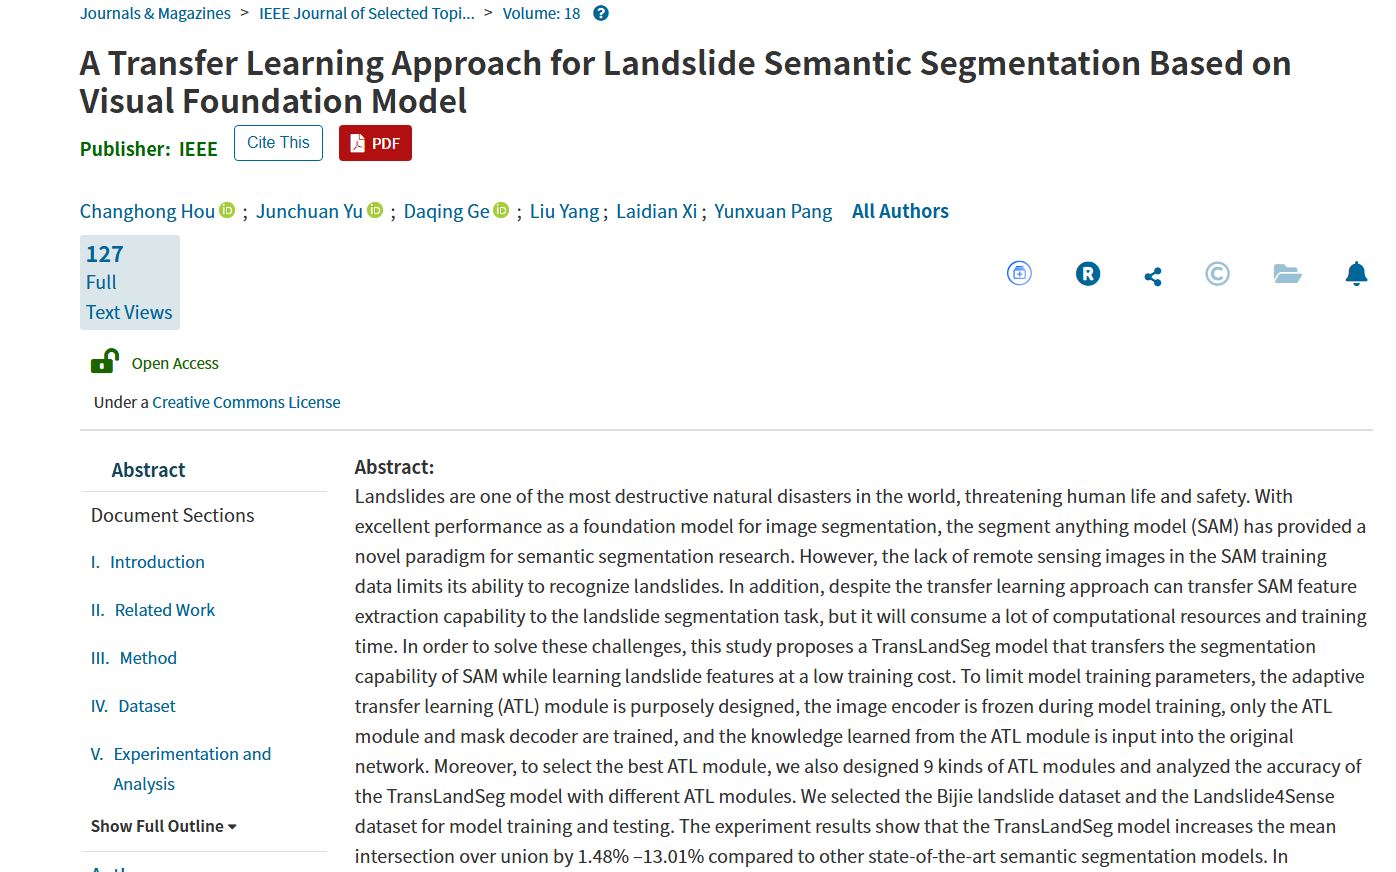 Journals & Magazines > IEEE Journal of Selected Topi... > Volume: 18 ?
A Transfer Learning Approach for Landslide Semantic Segmentation Based on
Visual Foundation Model
Publisher: IEEE Cite This PDF
Changhong Hou iD ; Junchuan Yu iD ; Daqing Ge iD ; Liu Yang ; Laidian Xi ; Yunxuan Pang All Authors
127
Full
Text Views
R ©
Open Access
Under a Creative Commons License
Abstract
Document Sections
I. Introduction
II. Related Work
III. Method
IV. Dataset
V. Experimentation and
Analysis
Show Full Outline
Abstract:
Landslides are one of the most destructive natural disasters in the world, threatening human life and safety. With
excellent performance as a foundation model for image segmentation, the segment anything model (SAM) has provided a
novel paradigm for semantic segmentation research. However, the lack of remote sensing images in the SAM training
data limits its ability to recognize landslides. In addition, despite the transfer learning approach can transfer SAM feature
extraction capability to the landslide segmentation task, but it will consume a lot of computational resources and training
time. In order to solve these challenges, this study proposes a TransLandSeg model that transfers the segmentation
capability of SAM while learning landslide features at a low training cost. To limit model training parameters, the adaptive
transfer learning (ATL) module is purposely designed, the image encoder is frozen during model training, only the ATL
module and mask decoder are trained, and the knowledge learned from the ATL module is input into the original
network. Moreover, to select the best ATL module, we also designed 9 kinds of ATL modules and analyzed the accuracy of
the TransLandSeg model with different ATL modules. We selected the Bijie landslide dataset and the Landslide4Sense
dataset for model training and testing. The experiment results show that the TransLandSeg model increases the mean
intersection over union by 1.48% –13.01% compared to other state-of-the-art semantic segmentation models. In